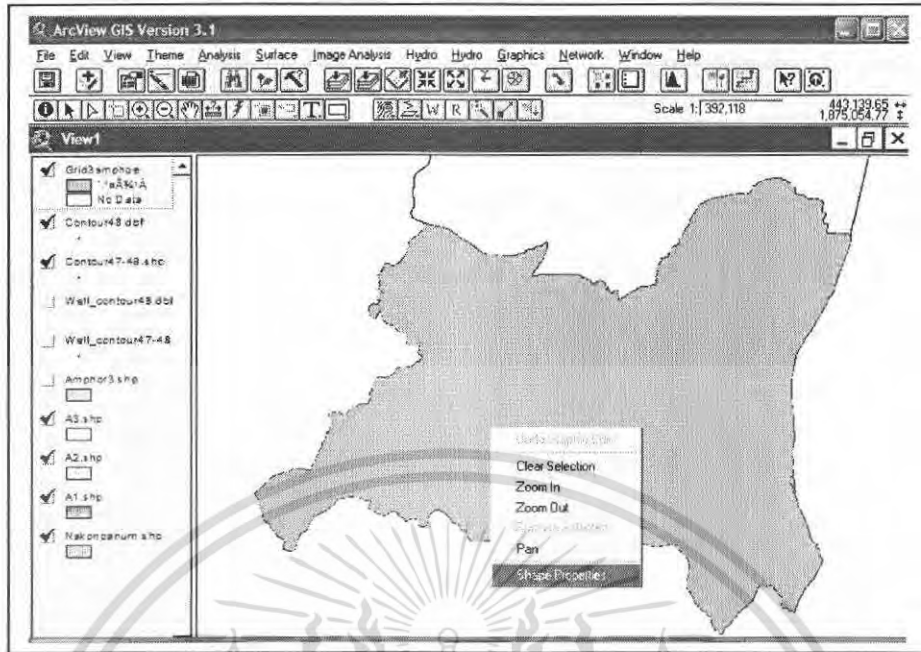 ArcView GIS Version 3.1
File Edit View Theme Analysis Surface Image Analysis Hydro Hydro Graphics Network Window Help
W R T Scale 1: 392,118 443,139.65
1,875,054.77
View1
No Data
Contour48.dbf
Contour47-48.shp
Well_contour48.dbf
Well_contour47-48
Amphor3.shp
A3.shp
A2.shp
A1.shp
Nakonpanum.shp
Clear Selection
Zoom In
Zoom Out
Pan
Shape Properties